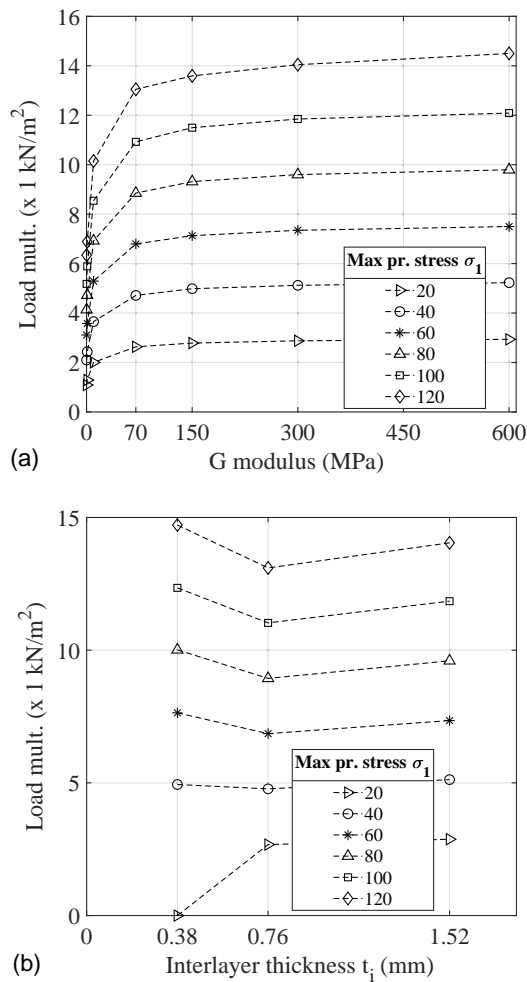 16
14
12
10
8
6
4
2
0
Load mult. (x 1 kN/m²)
Max pr. stress σ₁
20
40
60
80
100
120
0 70 150 300 450 600
G modulus (MPa)
(a)
15
10
5
0
Load mult. (x 1 kN/m²)
Max pr. stress σ₁
20
40
60
80
100
120
0 0.38 0.76 1.52
Interlayer thickness tᵢ (mm)
(b)